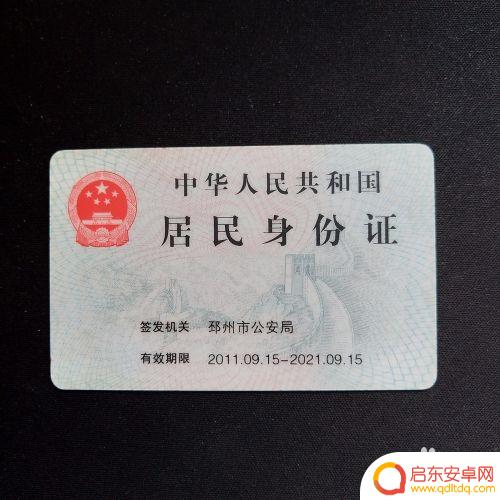 中华人民共和国
居民身份证
签发机关 邳州市公安局
有效期限 2011.09.15-2021.09.15
启东安卓网
www.qdltdq.com